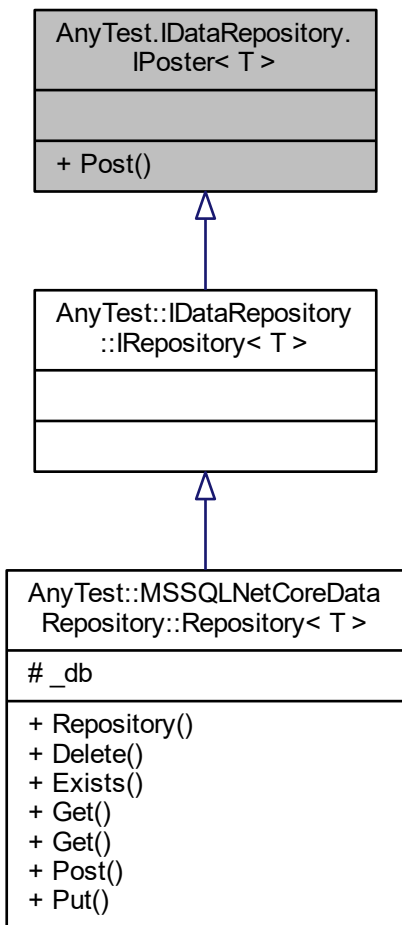 AnyTest.IDataRepository.
IPoster< T >
+ Post()
AnyTest::IDataRepository
::IRepository< T >
AnyTest::MSSQLNetCoreData
Repository::Repository< T >
# _db
+ Repository()
+ Delete()
+ Exists()
+ Get()
+ Get()
+ Post()
+ Put()